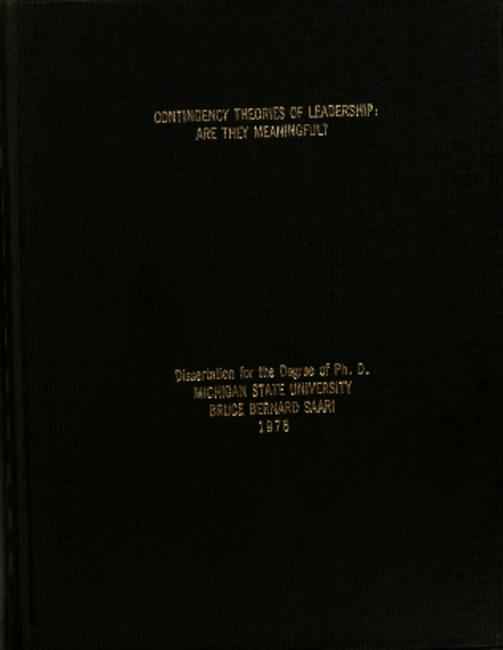 CONTINGENCY THEORIES OF LEADERSHIP:
ARE THEY MEANINGFUL?
Dissertation for the Degree of Ph. D.
MICHIGAN STATE UNIVERSITY
BRUCE BERNARD SAARI
1976